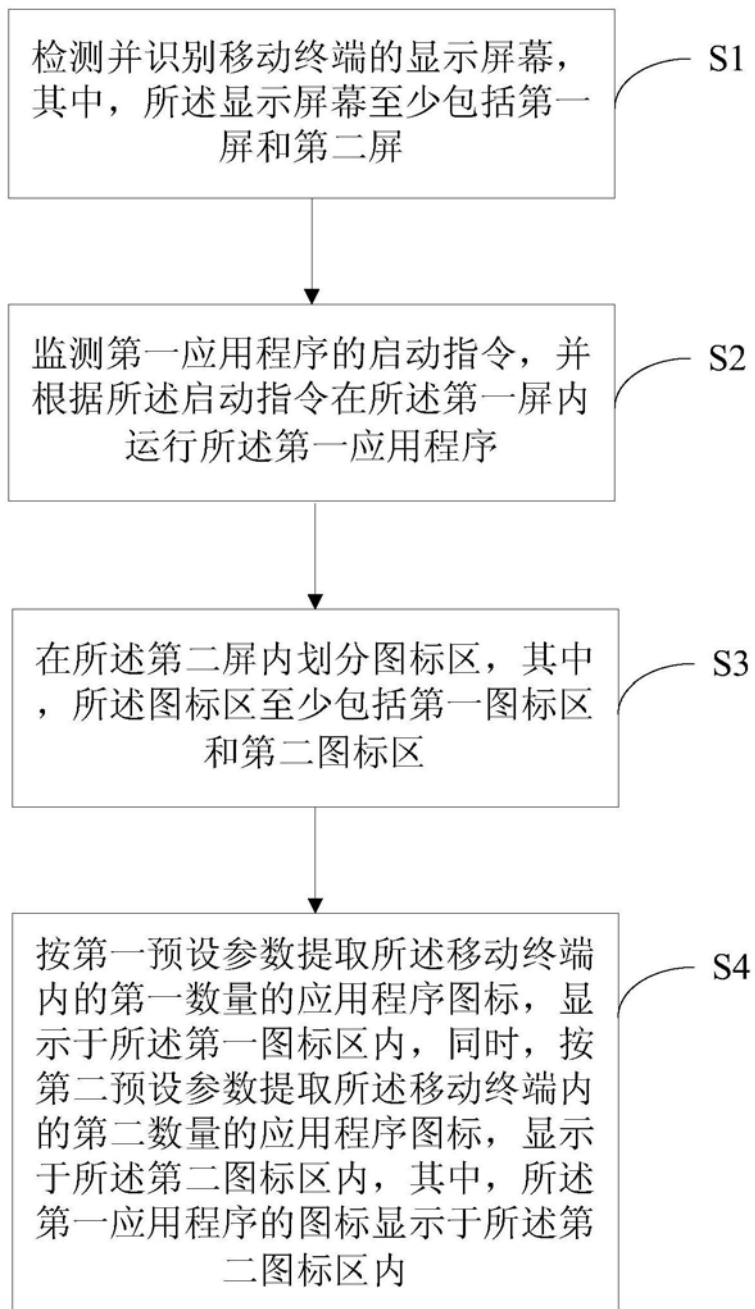 检测并识别移动终端的显示屏幕，
其中，所述显示屏幕至少包括第一
屏和第二屏
S1
监测第一应用程序的启动指令，并
根据所述启动指令在所述第一屏内
运行所述第一应用程序
S2
在所述第二屏内划分图标区，其中
，所述图标区至少包括第一图标区
和第二图标区
S3
按第一预设参数提取所述移动终端
内的第一数量的应用程序图标，显
示于所述第一图标区内，同时，按
第二预设参数提取所述移动终端内
的第二数量的应用程序图标，显示
于所述第二图标区内，其中，所述
第一应用程序的图标显示于所述第
二图标区内
S4